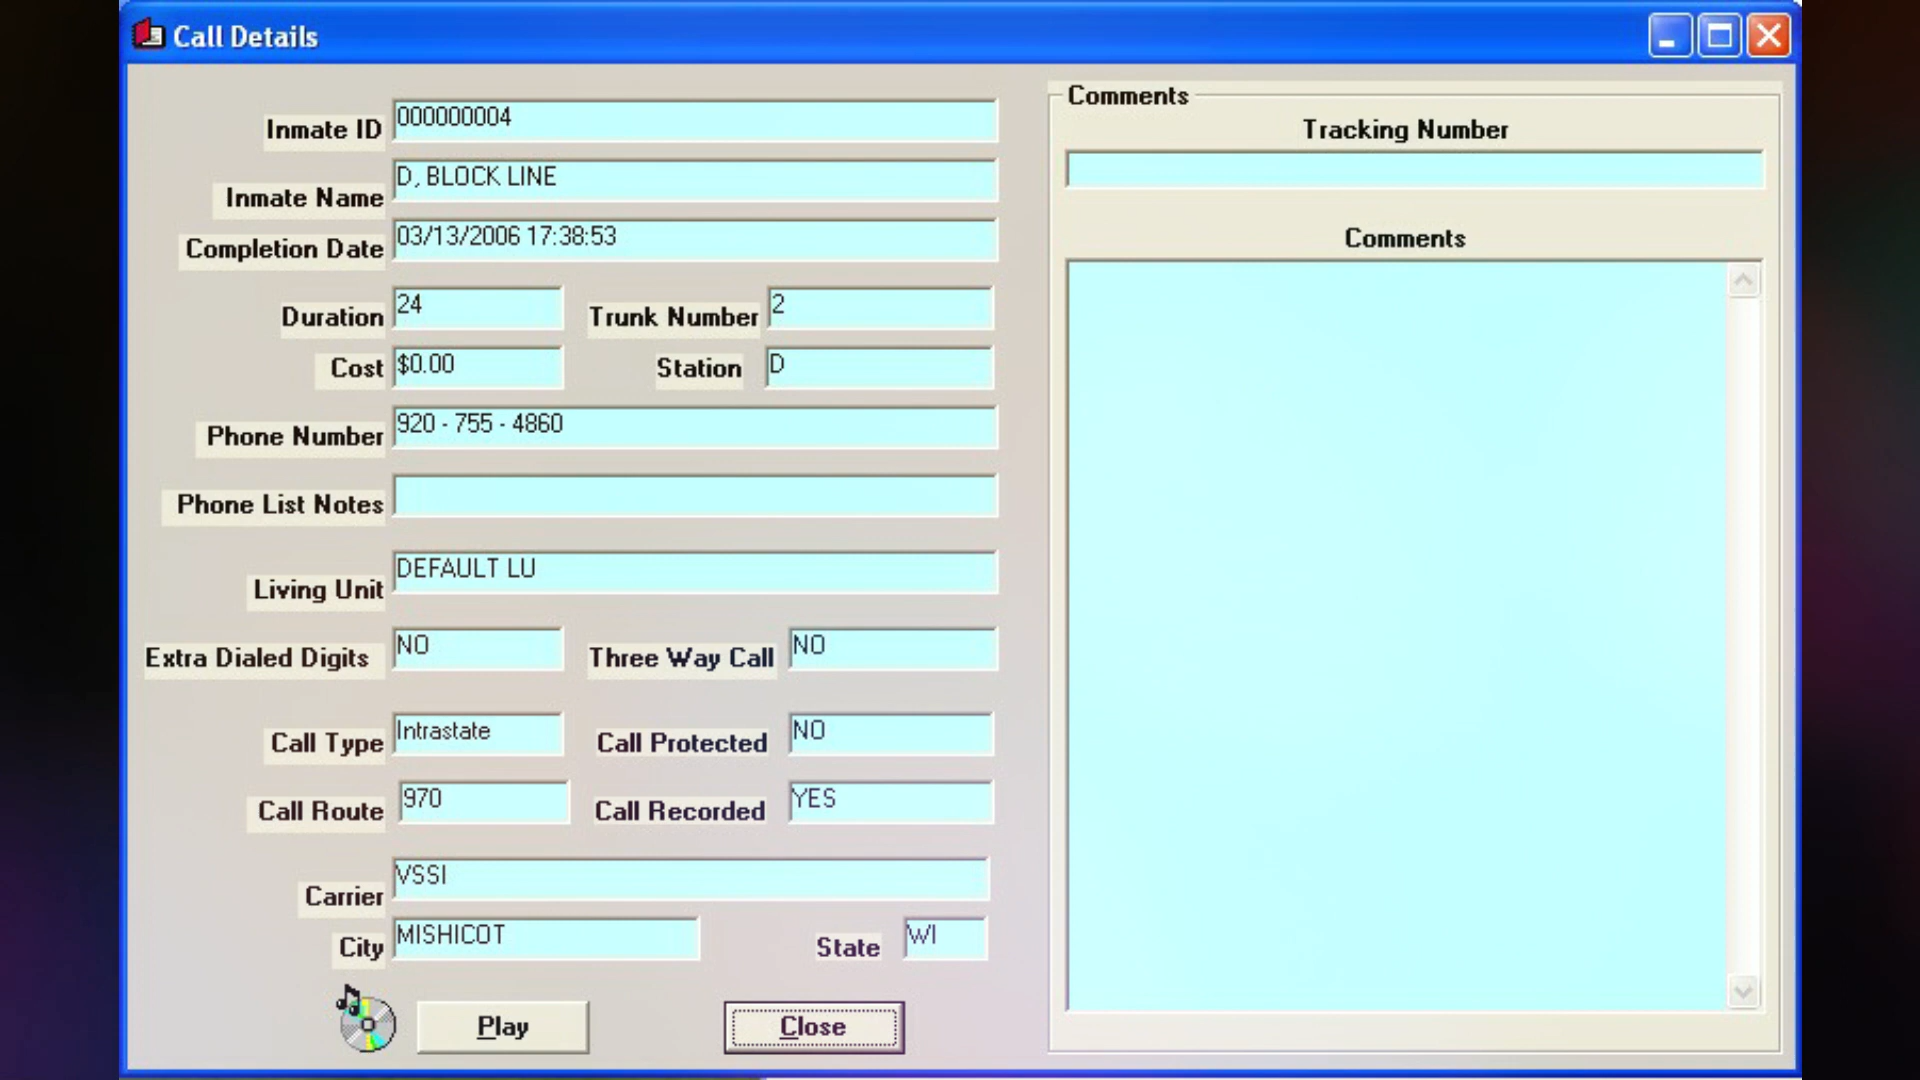 Call Details
Inmate ID 000000004
Inmate Name D, BLOCK LINE
Completion Date 03/13/2006 17:38:53
Duration 24 Trunk Number 2
Cost $0.00 Station D
Phone Number 920 - 755 - 4860
Phone List Notes
Living Unit DEFAULT LU
Extra Dialed Digits NO Three Way Call NO
Call Type Intrastate Call Protected NO
Call Route 970 Call Recorded YES
Carrier VSSI
City MISHICOT State WI
Play Close
Comments
Tracking Number
Comments